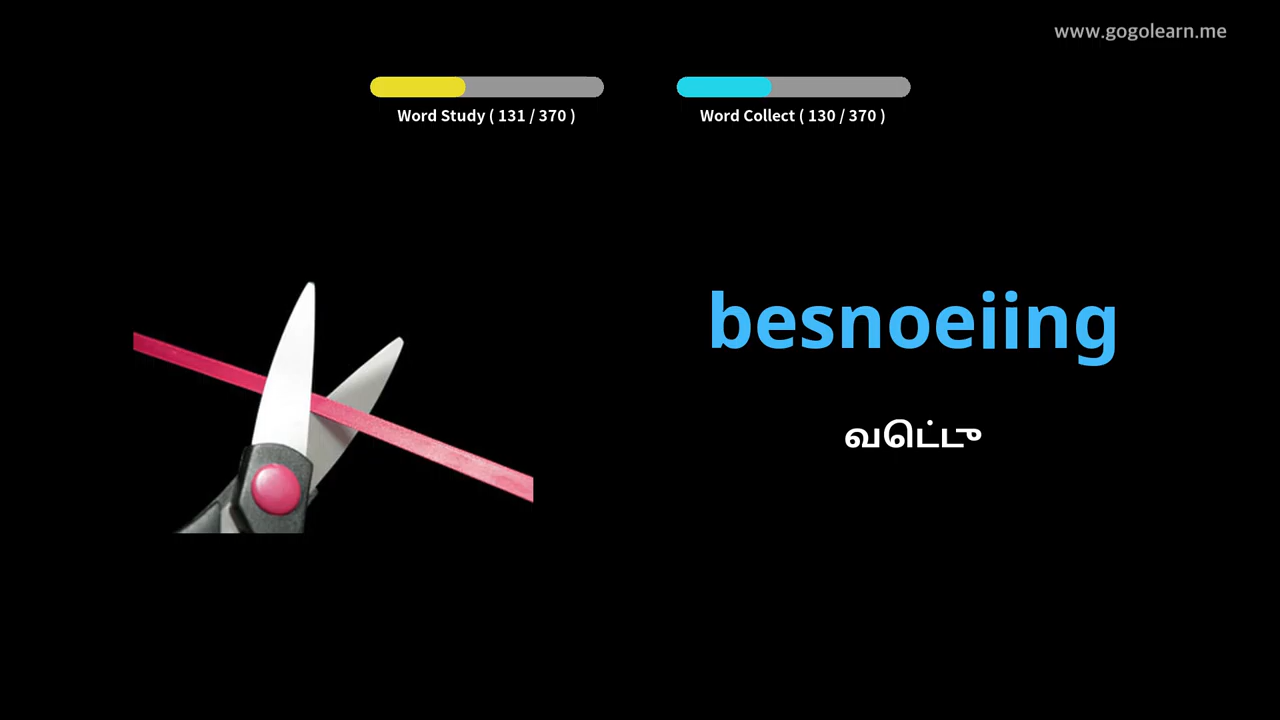 www.gogolearn.me
Word Study ( 131 / 370 )
Word Collect ( 130 / 370 )
besnoeiing
வெட்டு